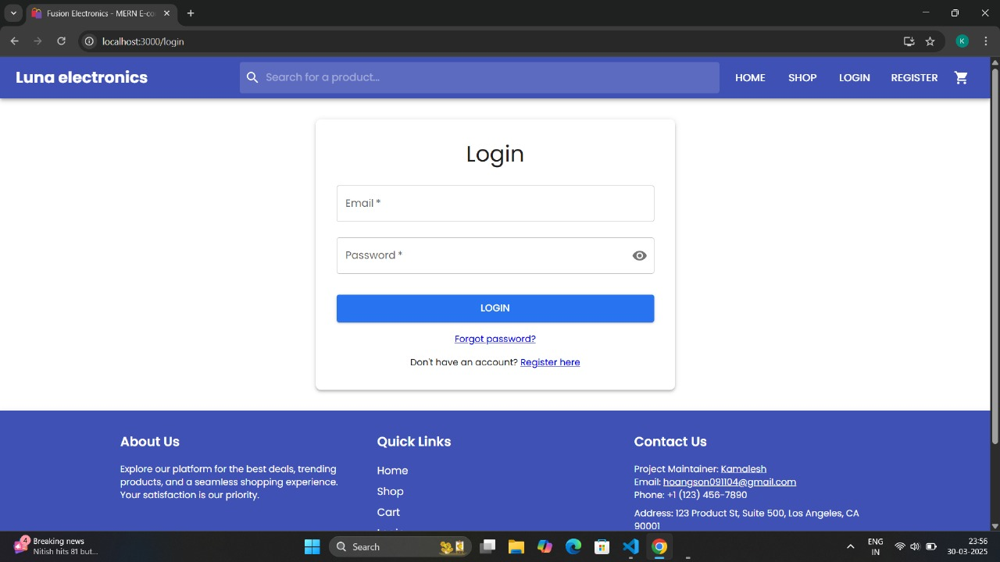 Fusion Electronics - MERN E-co
localhost:3000/login
K
Luna electronics
Search for a product...
HOME
SHOP
LOGIN
REGISTER
Login
Email *
Password *
LOGIN
Forgot password?
Don't have an account? Register here
About Us
Explore our platform for the best deals, trending
products, and a seamless shopping experience.
Your satisfaction is our priority.
Quick Links
Home
Shop
Cart
Contact Us
Project Maintainer: Kamalesh
Email: hoangson091104@gmail.com
Phone: +1 (123) 456-7890
Address: 123 Product St, Suite 500, Los Angeles, CA
90001
4
Breaking news
Nitish hits 81 but...
Search
ENG
IN
23:56
30-03-2025